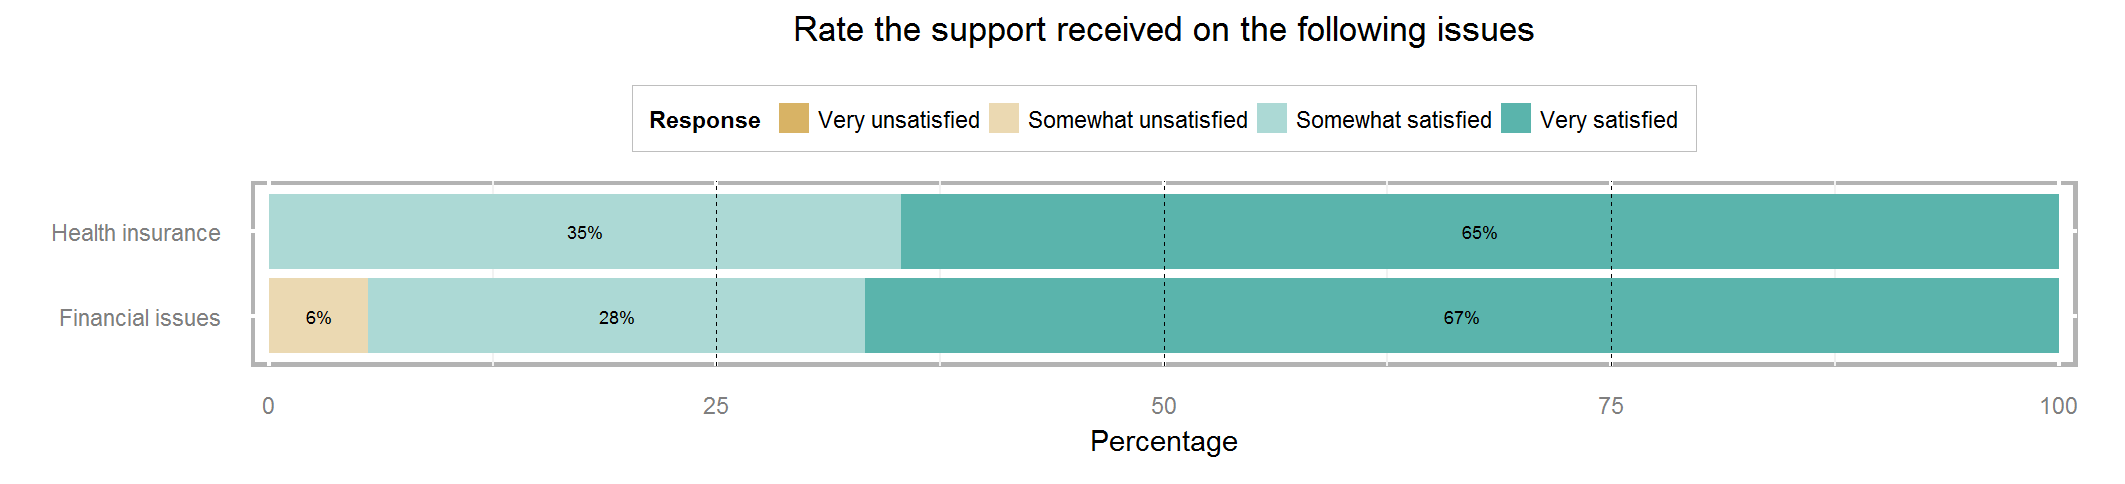 Rate the support received on the following issues
Response Very unsatisfied Somewhat unsatisfied Somewhat satisfied Very satisfied
Health insurance 35% 65%
Financial issues 6% 28% 67%
0 25 50 75 100
Percentage